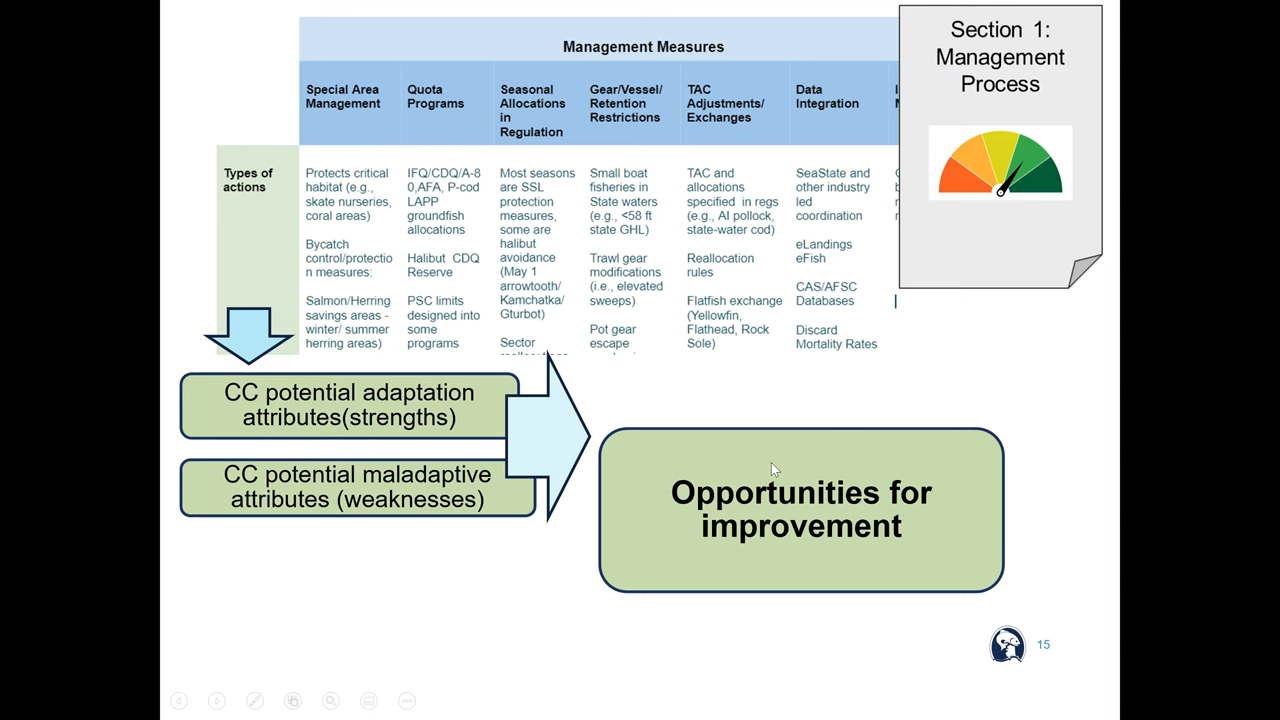 Management Measures
Section 1:
Management
Process
Special Area
Management
Quota
Programs
Seasonal
Allocations
in
Regulation
Gear/Vessel/
Retention
Restrictions
TAC
Adjustments/
Exchanges
Data
Integration
Types of
actions
Protects critical
habitat (e.g.,
skate nurseries,
coral areas)
Bycatch
control/protectio
n measures:
Salmon/Herring
savings areas -
winter/ summer
herring areas)
IFQ/CDQ/A-8
0,AFA, P-cod
LAPP
groundfish
allocations
Halibut CDQ
Reserve
PSC limits
designed into
some
programs
Most seasons
are SSL
protection
measures,
some are
halibut
avoidance
(May 1
arrowtooth/
Kamchatka/
Gturbot)
Sector
Small boat
fisheries in
State waters
(e.g., <58 ft
state GHL)
Trawl gear
modifications
(i.e., elevated
sweeps)
Pot gear
escape
TAC and
allocations
specified in regs
(e.g., AI pollock,
state-water cod)
Reallocation
rules
Flatfish exchange
(Yellowfin,
Flathead, Rock
Sole)
SeaState and
other industry
led
coordination
eLandings
eFish
CAS/AFSC
Databases
Discard
Mortality Rates
CC potential adaptation
attributes(strengths)
CC potential maladaptive
attributes (weaknesses)
Opportunities for
improvement
15